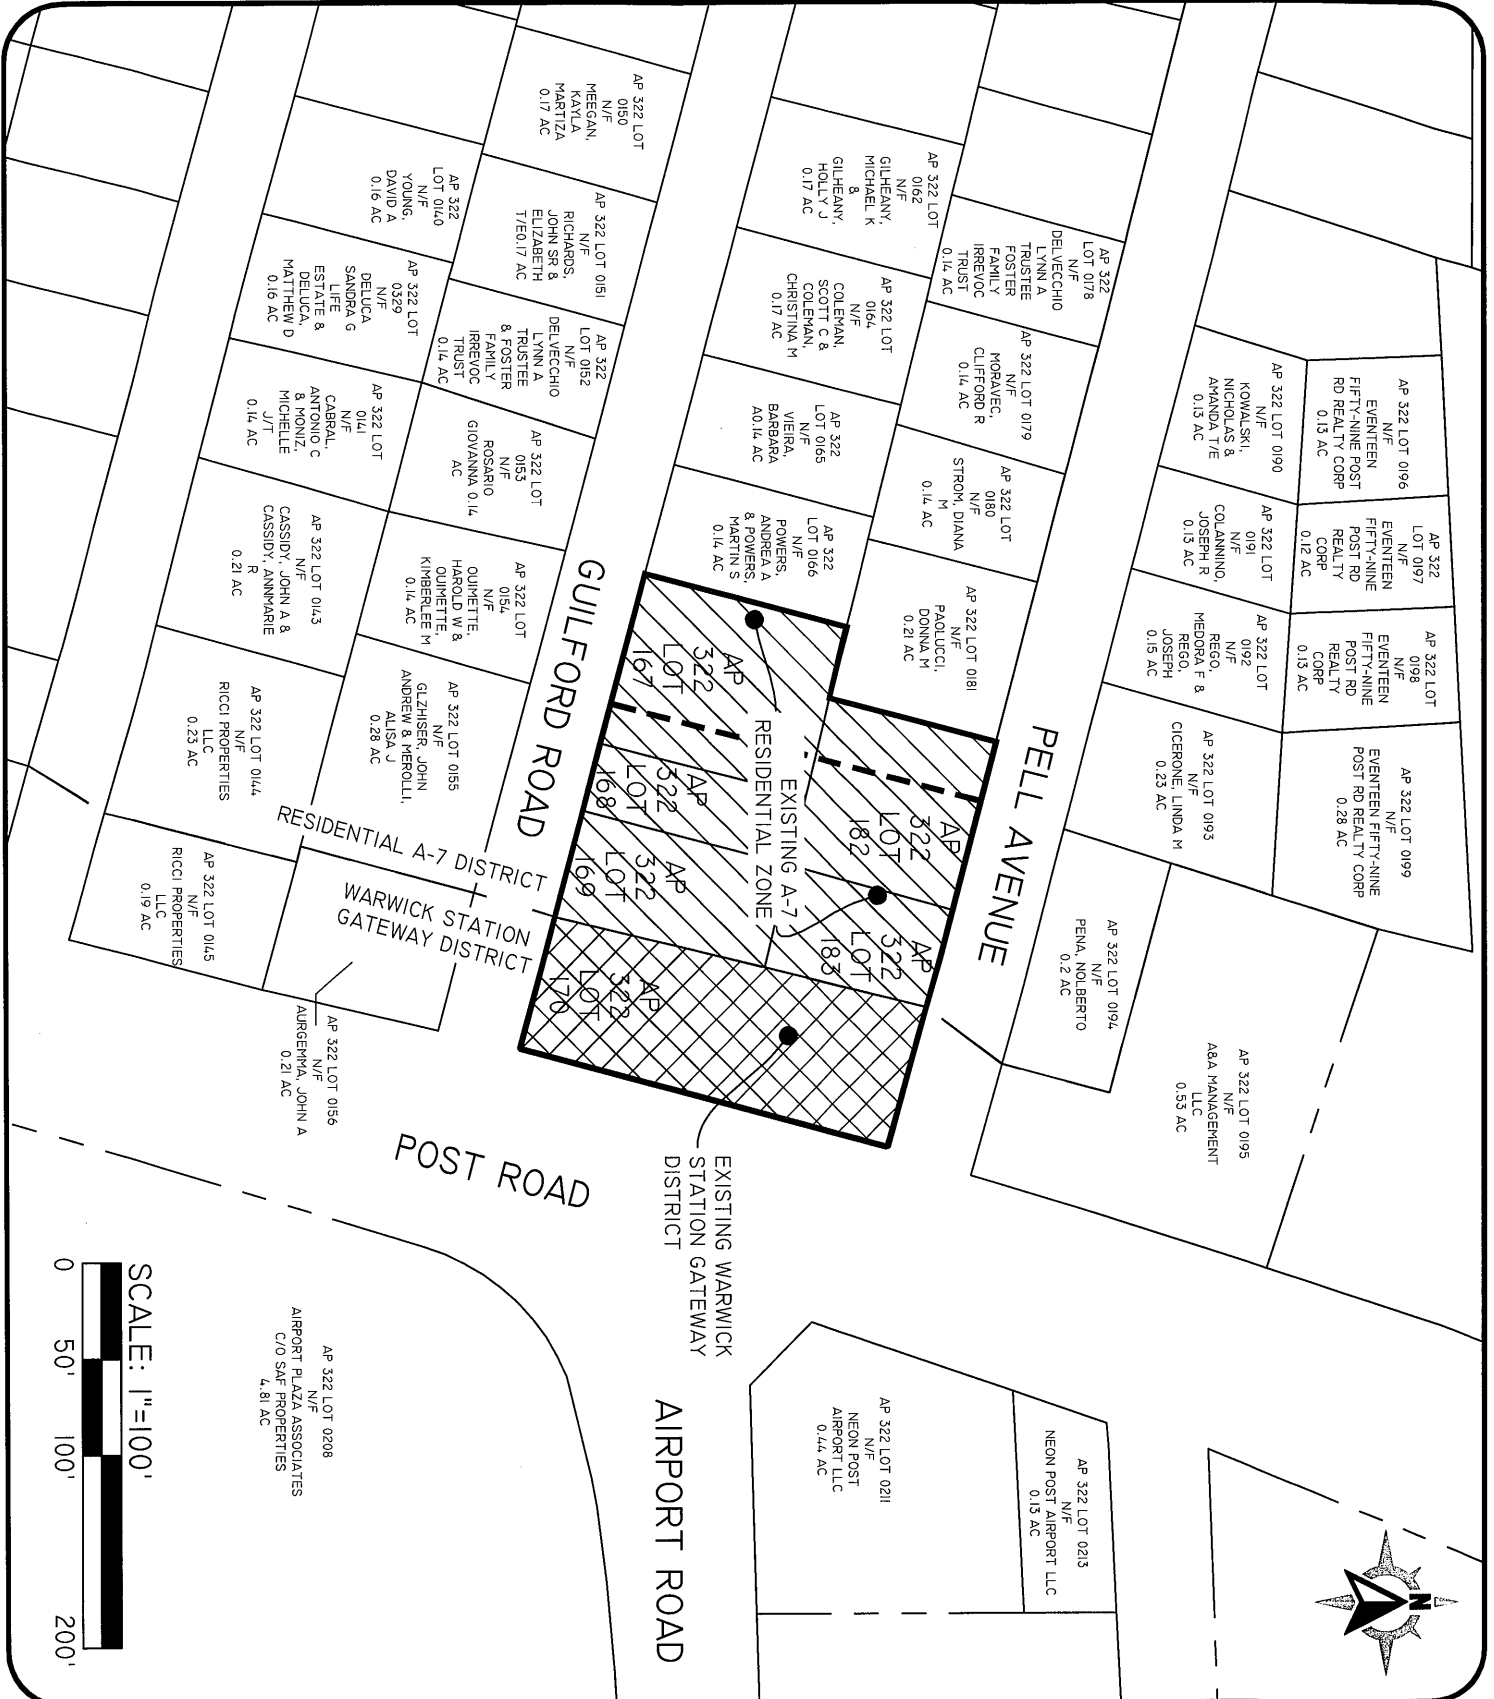 AP 322 LOT 0196
N/F
EVENTEEN
FIFTY-NINE POST
RD REALTY CORP
0.13 AC
AP 322
LOT 0197
N/F
EVENTEEN
FIFTY-NINE
POST RD
REALTY
CORP
0.12 AC
AP 322 LOT
0198
N/F
EVENTEEN
FIFTY-NINE
POST RD
REALTY
CORP
0.13 AC
AP 322 LOT 0199
N/F
EVENTEEN FIFTY-NINE
POST RD REALTY CORP
0.28 AC
N
AP 322 LOT 0190
N/F
KOWALSKI,
NICHOLAS &
AMANDA T/E
0.13 AC
AP 322 LOT
0191
N/F
COLANNINO,
JOSEPH R
0.13 AC
AP 322 LOT
0192
N/F
REGO,
MEDORA F &
REGO,
JOSEPH
0.15 AC
AP 322 LOT 0193
N/F
CICERONE, LINDA M
0.23 AC
AP 322 LOT 0194
N/F
PENA, NOLBERTO
0.2 AC
AP 322 LOT 0195
N/F
A&A MANAGEMENT
LLC
0.53 AC
PELL AVENUE
AP 322
LOT 0178
N/F
DELVECCHIO
LYNN A
TRUSTEE
FOSTER
FAMILY
IRREVOC
TRUST
0.14 AC
AP 322 LOT 0179
N/F
MORAVEC,
CLIFFORD R
0.14 AC
AP 322 LOT
0180
N/F
STROM, DIANA
M
0.14 AC
AP 322 LOT 0181
N/F
PAOLUCCI,
DONNA M
0.21 AC
AP
322
LOT
182
AP
322
LOT
183
AP 322 LOT
0162
N/F
GILHEANY,
MICHAEL K
&
GILHEANY,
HOLLY J
0.17 AC
AP 322 LOT
0164
N/F
COLEMAN,
SCOTT C &
COLEMAN,
CHRISTINA M
0.17 AC
AP 322
LOT 0165
N/F
VIEIRA,
BARBARA
A0.14 AC
AP 322
LOT 0166
N/F
POWERS,
ANDREA A
& POWERS,
MARTIN S
0.14 AC
EXISTING A-7
RESIDENTIAL ZONE
AP
322
LOT
167
AP
322
LOT
168
AP
322
LOT
169
AP
322
LOT
170
EXISTING WARWICK
STATION GATEWAY
DISTRICT
GUILFORD ROAD
AP 322 LOT
0150
N/F
MEEGAN,
KAYLA
MARTIZA
0.17 AC
AP 322 LOT 0151
N/F
RICHARDS,
JOHN SR &
ELIZABETH
T/E0.17 AC
AP 322
LOT 0152
N/F
DELVECCHIO
LYNN A
TRUSTEE
& FOSTER
FAMILY
IRREVOC
TRUST
0.14 AC
AP 322 LOT
0153
N/F
ROSARIO
GIOVANNA 0.14
AC
AP 322 LOT
0154
N/F
OUIMETTE,
HAROLD W &
OUIMETTE,
KIMBERLEE M
0.14 AC
AP 322 LOT 0155
N/F
GLZHISER, JOHN
ANDREW & MEROLLI,
ALISA J
0.28 AC
RESIDENTIAL A-7 DISTRICT
WARWICK STATION
GATEWAY DISTRICT
AP 322 LOT 0156
N/F
AURGEMMA, JOHN A
0.21 AC
AP 322
LOT 0140
N/F
YOUNG,
DAVID A
0.16 AC
AP 322 LOT
0329
N/F
DELUCA
SANDRA G
LIFE
ESTATE &
DELUCA,
MATTHEW D
0.16 AC
AP 322 LOT
0141
N/F
CABRAL,
ANTONIO C
& MONIZ,
MICHELLE
J/T
0.14 AC
AP 322 LOT 0143
N/F
CASSIDY, JOHN A &
CASSIDY, ANNMARIE
R
0.21 AC
AP 322 LOT 0144
N/F
RICCI PROPERTIES
LLC
0.23 AC
AP 322 LOT 0145
N/F
RICCI PROPERTIES
LLC
0.19 AC
POST ROAD
AIRPORT ROAD
AP 322 LOT 0213
N/F
NEON POST AIRPORT LLC
0.13 AC
AP 322 LOT 0211
N/F
NEON POST
AIRPORT LLC
0.44 AC
AP 322 LOT 0208
N/F
AIRPORT PLAZA ASSOCIATES
C/O SAF PROPERTIES
4.81 AC
SCALE: 1"=100'
0 50' 100' 200'